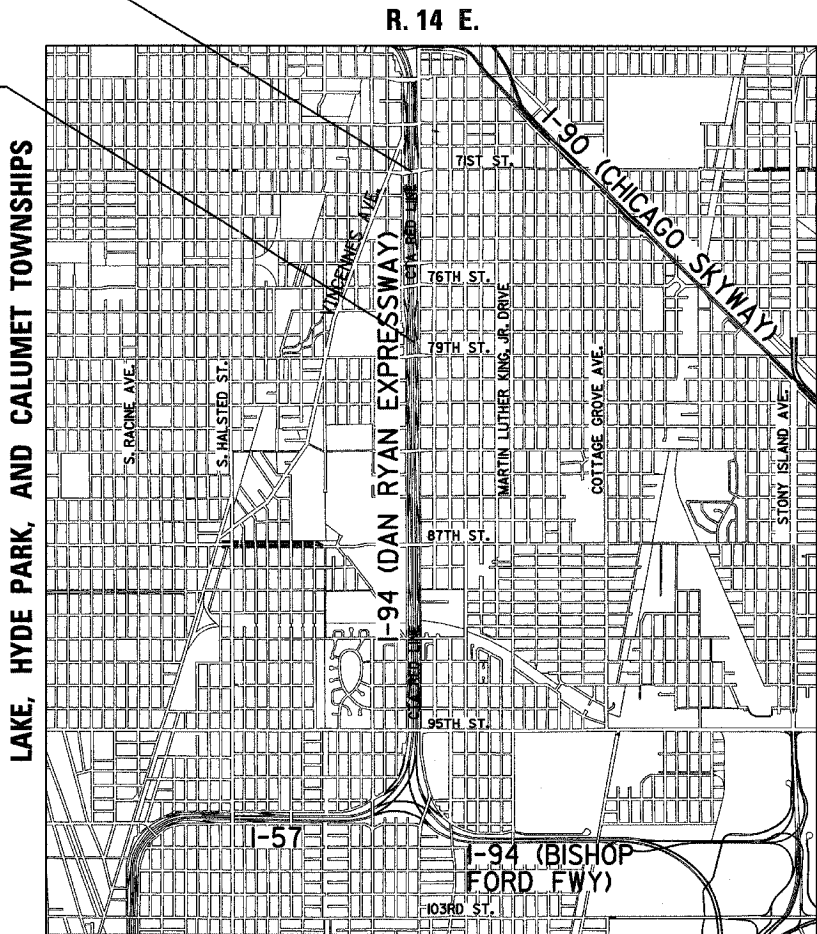 R. 14 E.
LAKE, HYDE PARK, AND CALUMET TOWNSHIPS
I-90 (CHICAGO SKYWAY)
71ST ST.
CTA RED LINE
VINCENNES AVE.
76TH ST.
I-94 (DAN RYAN EXPRESSWAY)
MARTIN LUTHER KING, JR. DRIVE
79TH ST.
S. RACINE AVE.
S. HALSTED ST.
COTTAGE GROVE AVE.
STONY ISLAND AVE.
87TH ST.
CTA RED LINE
95TH ST.
I-57
I-94 (BISHOP
FORD FWY)
103RD ST.